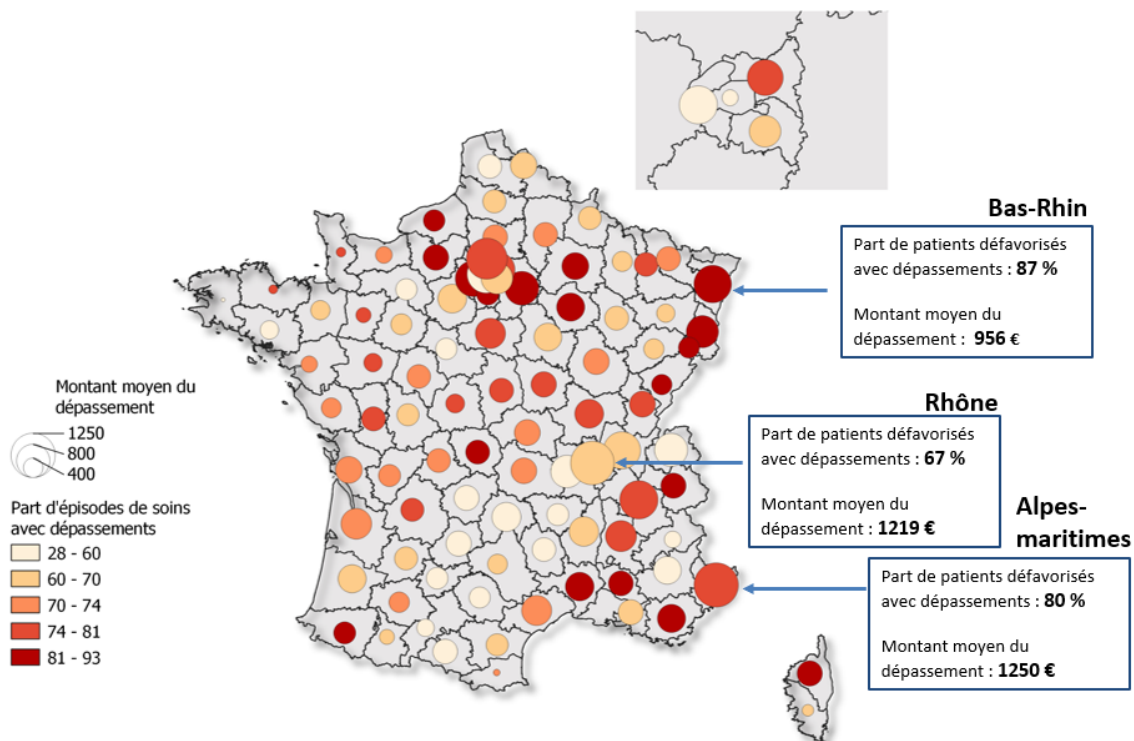 Bas-Rhin
Part de patients défavorisés
avec dépassements : 87 %
Montant moyen du
dépassement : 956 €
Rhône
Part de patients défavorisés
avec dépassements : 67 %
Montant moyen du
dépassement : 1219 €
Alpes-
maritimes
Part de patients défavorisés
avec dépassements : 80 %
Montant moyen du
dépassement : 1250 €
Montant moyen du
dépassement
1250
800
400
Part d'épisodes de soins
avec dépassements
28 - 60
60 - 70
70 - 74
74 - 81
81 - 93